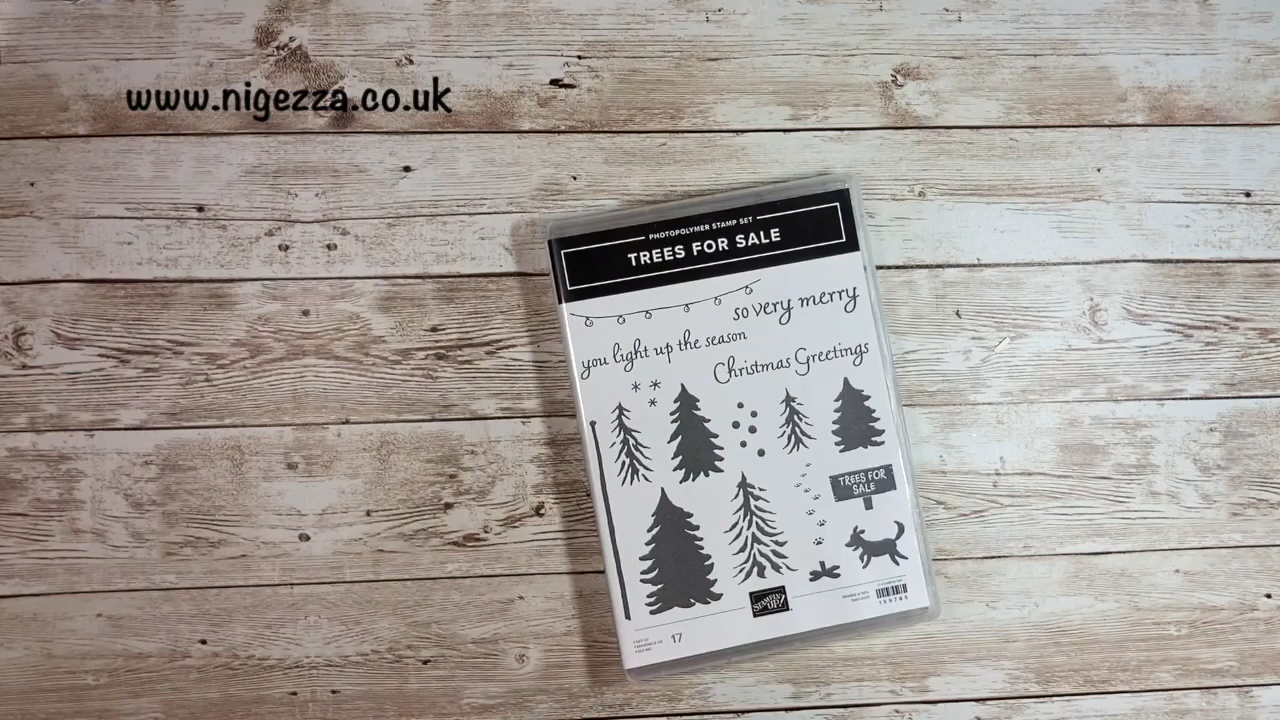 www.nigezza.co.uk
PHOTOPOLYMER STAMP SET
TREES FOR SALE
so very merry
you light up the season
Christmas Greetings
TREES FOR
SALE
STAMPIN' UP!
159785
17